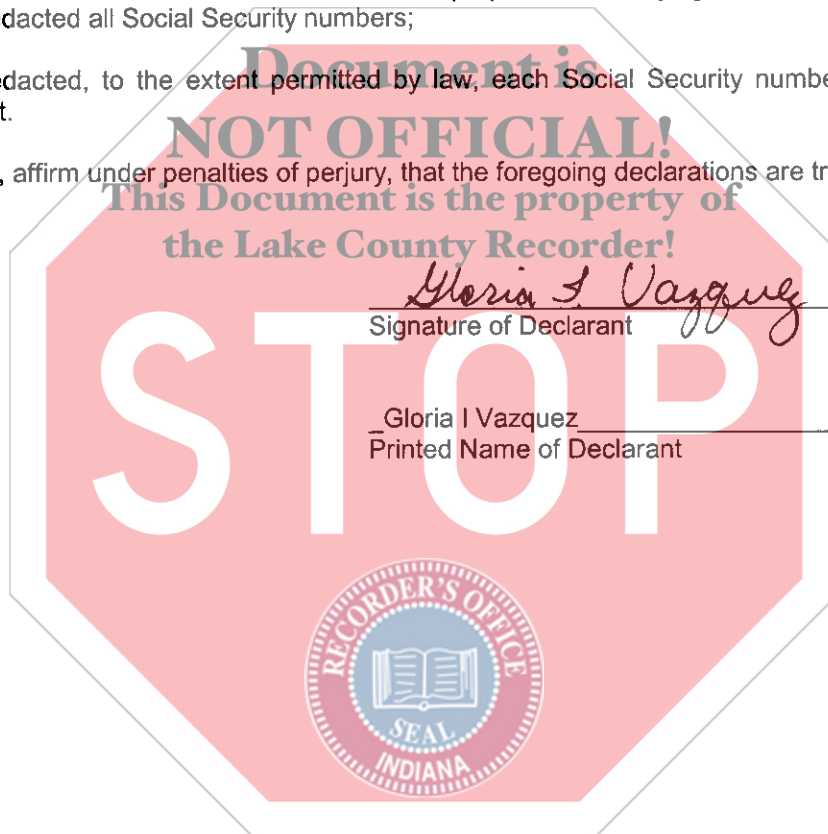 dacted all Social Security numbers;
Document is
edacted, to the extent permitted by law, each Social Security numbe
t.
NOT OFFICIAL!
, affirm under penalties of perjury, that the foregoing declarations are tr
This Document is the property of
the Lake County Recorder!
Gloria I. Vazquez
Signature of Declarant
STOP
_Gloria I Vazquez_
Printed Name of Declarant
RECORDER'S OFFICE
SEAL
INDIANA